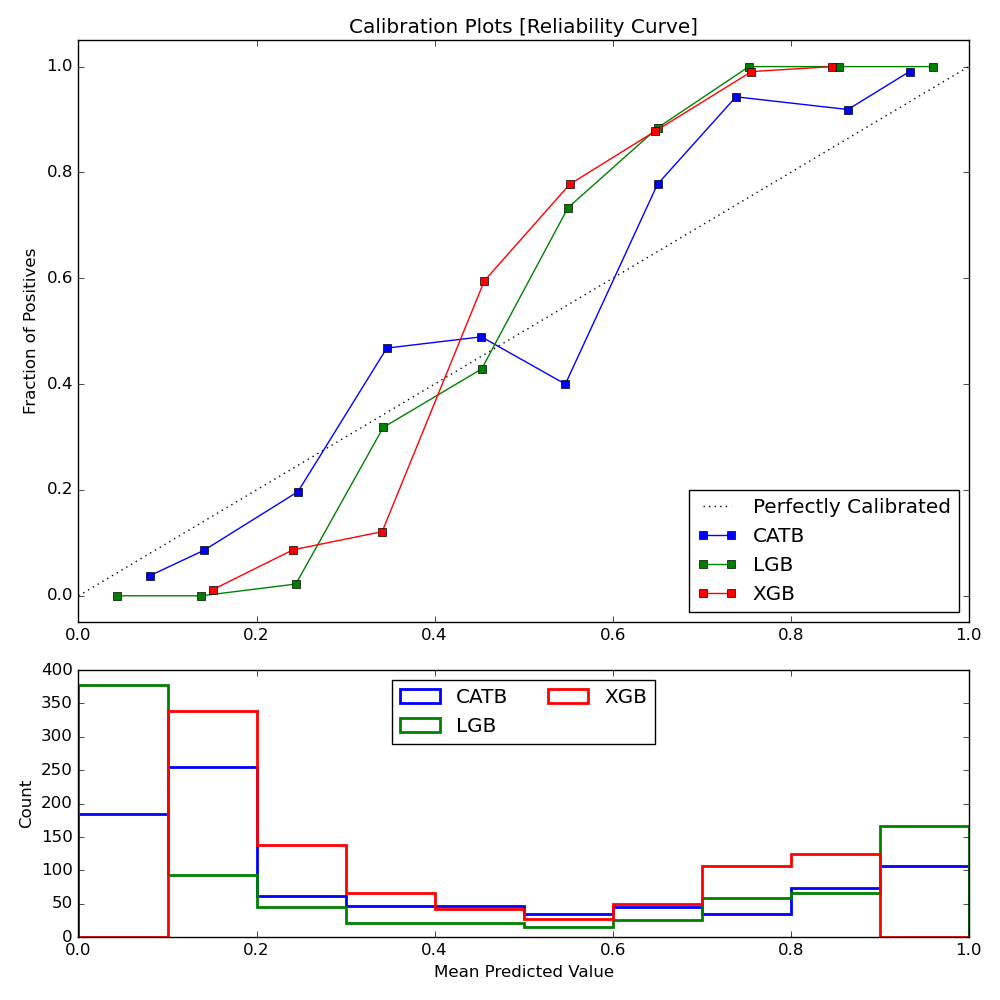 Calibration Plots [Reliability Curve]
1.0
0.8
0.6
0.4
0.2
0.0
Fraction of Positives
Perfectly Calibrated
CATB
LGB
XGB
0.0 0.2 0.4 0.6 0.8 1.0
400
350
300
250
200
150
100
50
0
Count
CATB XGB
LGB
0.0 0.2 0.4 0.6 0.8 1.0
Mean Predicted Value